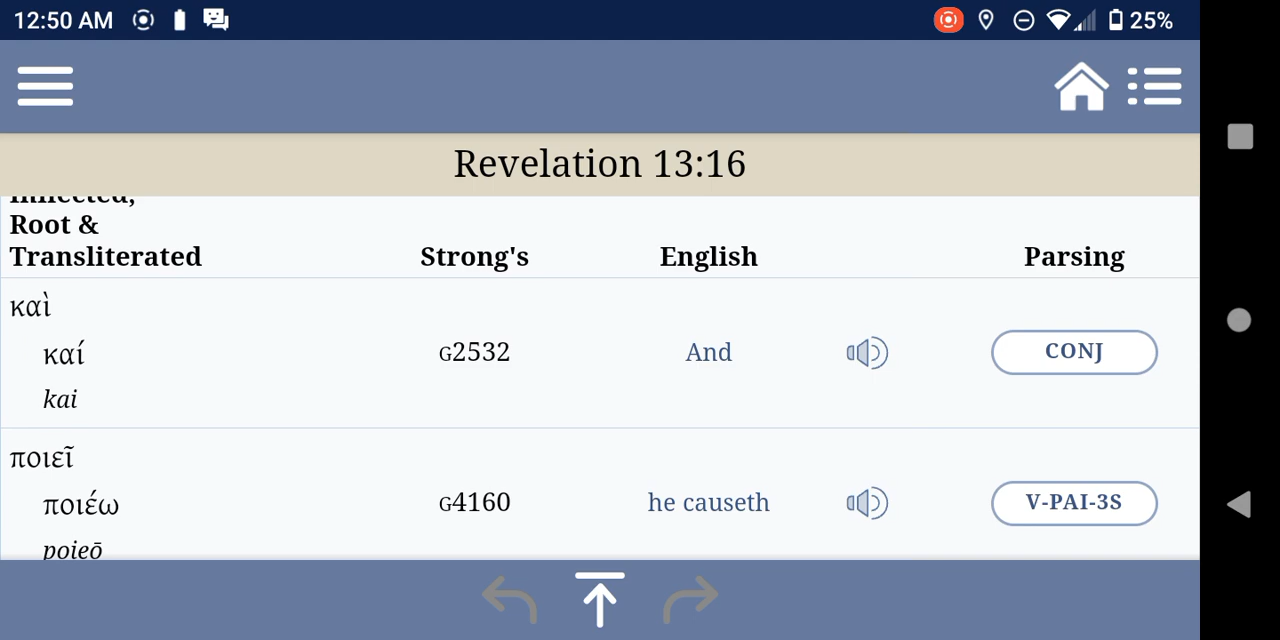 12:50 AM 25%
Revelation 13:16
Inflected,
Root &
Transliterated Strong's English Parsing
καὶ
καί G2532 And CONJ
kai
ποιεῖ
ποιέω G4160 he causeth V-PAI-3S
poieō